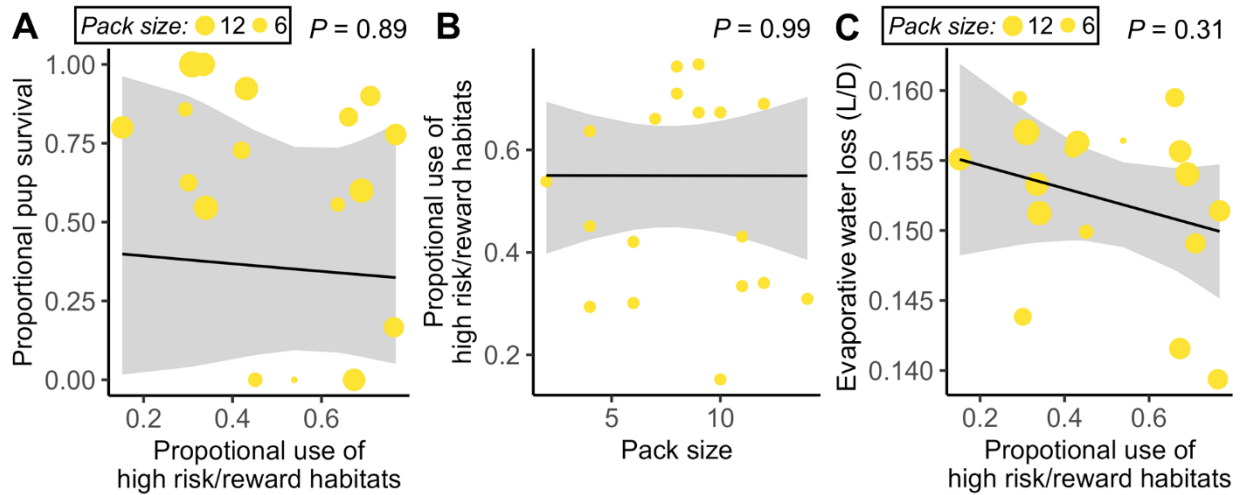 A
Pack size: 12 6
P = 0.89
Proportional pup survival
1.00
0.75
0.50
0.25
0.00
0.2 0.4 0.6
Propotional use of
high risk/reward habitats
B
P = 0.99
Propotional use of
high risk/reward habitats
0.6
0.4
0.2
5 10
Pack size
C
Pack size: 12 6
P = 0.31
Evaporative water loss (L/D)
0.160
0.155
0.150
0.145
0.140
0.2 0.4 0.6
Propotional use of
high risk/reward habitats